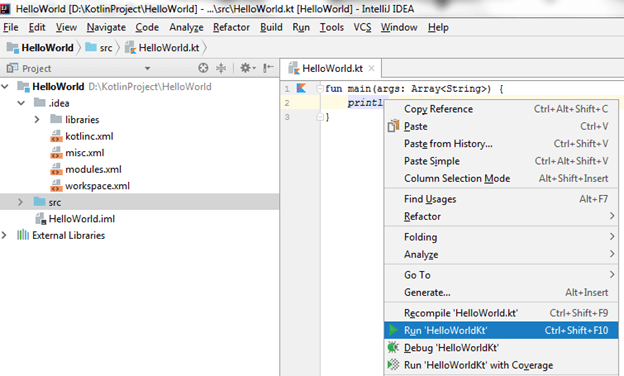 HelloWorld [D:\KotlinProject\HelloWorld] - ...\src\HelloWorld.kt [HelloWorld] - IntelliJ IDEA
File Edit View Navigate Code Analyze Refactor Build Run Tools VCS Window Help
HelloWorld src HelloWorld.kt
Project
HelloWorld D:\KotlinProject\HelloWorld
.idea
libraries
kotlinc.xml
misc.xml
modules.xml
workspace.xml
src
HelloWorld.iml
External Libraries
HelloWorld.kt
1 fun main(args: Array<String>) {
2 printl
3 }
Copy Reference Ctrl+Alt+Shift+C
Paste Ctrl+V
Paste from History... Ctrl+Shift+V
Paste Simple Ctrl+Alt+Shift+V
Column Selection Mode Alt+Shift+Insert
Find Usages Alt+F7
Refactor
Folding
Analyze
Go To
Generate... Alt+Insert
Recompile 'HelloWorld.kt' Ctrl+Shift+F9
Run 'HelloWorldKt' Ctrl+Shift+F10
Debug 'HelloWorldKt'
Run 'HelloWorldKt' with Coverage